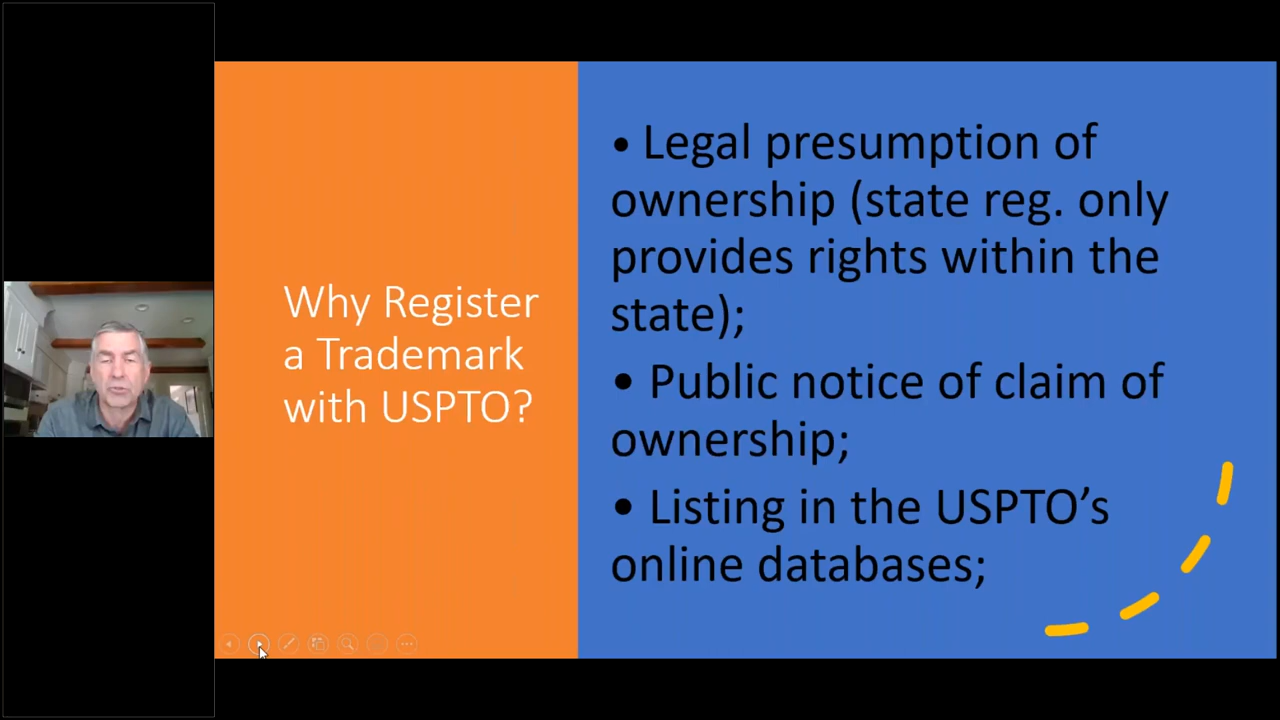 Why Register
a Trademark
with USPTO?
• Legal presumption of
ownership (state reg. only
provides rights within the
state);
• Public notice of claim of
ownership;
• Listing in the USPTO’s
online databases;